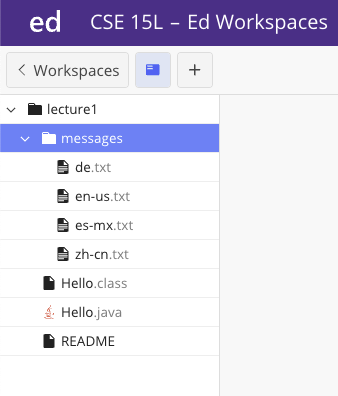 ed CSE 15L – Ed Workspaces
Workspaces +
lecture1
messages
de.txt
en-us.txt
es-mx.txt
zh-cn.txt
Hello.class
Hello.java
README